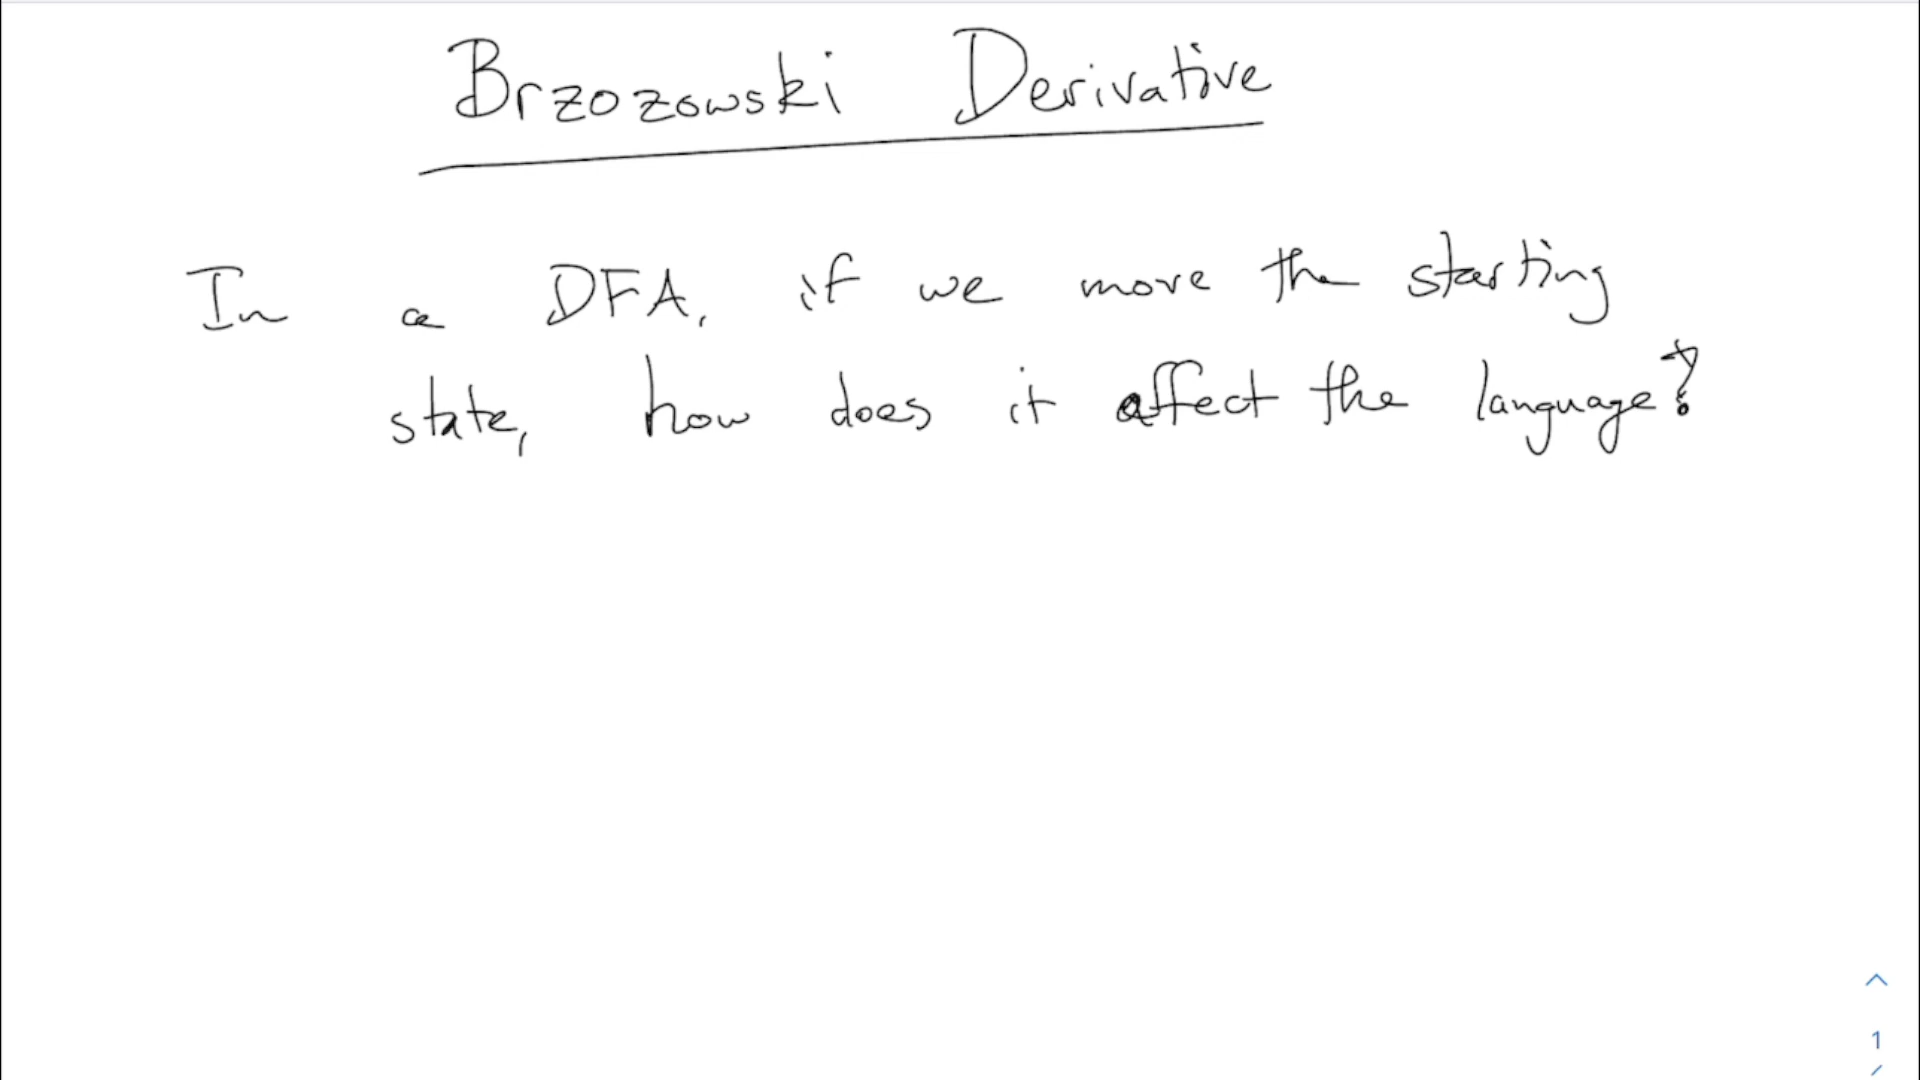 Brzozowski Derivative
In a DFA, if we move the starting
state, how does it affect the language?
1